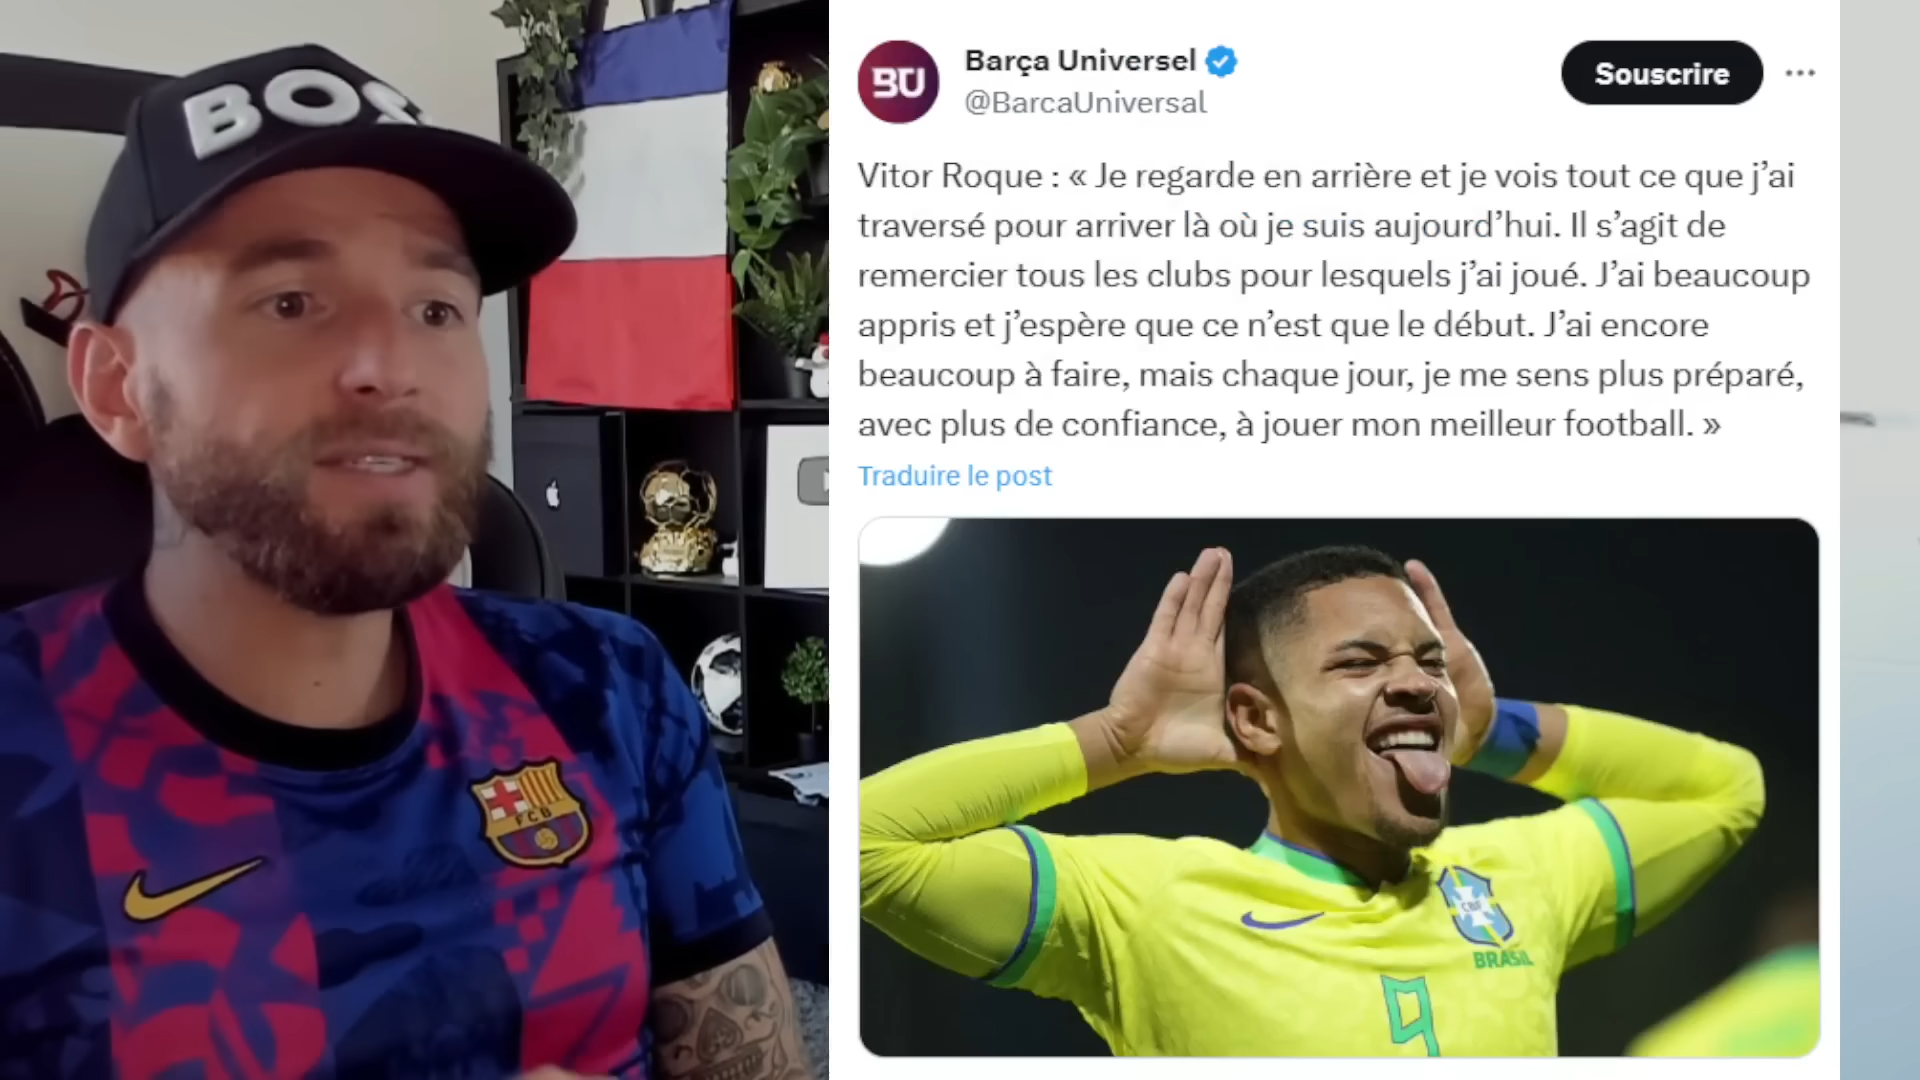 BOSS
Barça Universel
@BarcaUniversal
Souscrire
Vitor Roque : « Je regarde en arrière et je vois tout ce que j’ai
traversé pour arriver là où je suis aujourd’hui. Il s’agit de
remercier tous les clubs pour lesquels j’ai joué. J’ai beaucoup
appris et j’espère que ce n’est que le début. J’ai encore
beaucoup à faire, mais chaque jour, je me sens plus préparé,
avec plus de confiance, à jouer mon meilleur football. »
Traduire le post
FCB
CBF
BRASIL
9